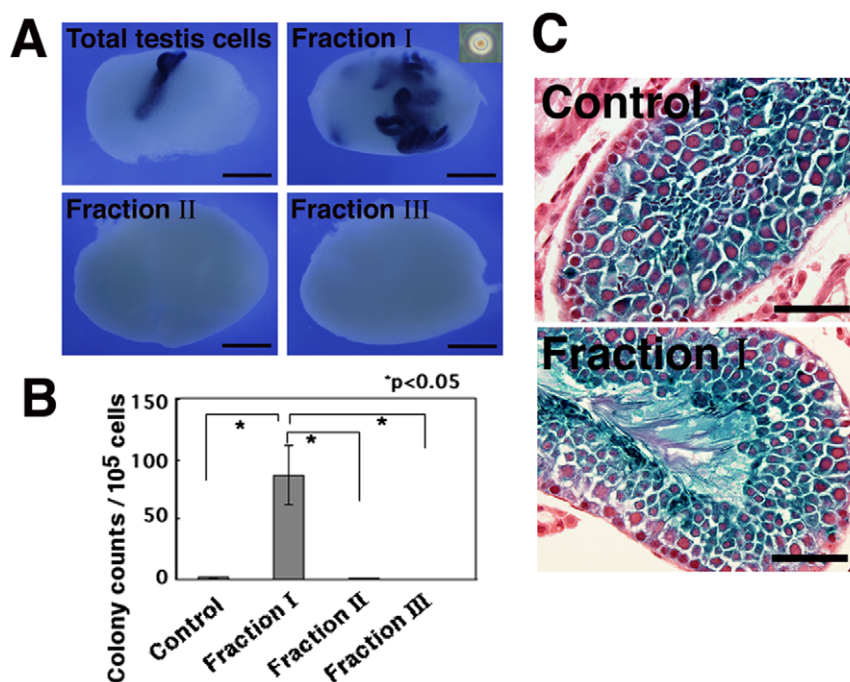 A
Total testis cells
Fraction I
Fraction II
Fraction III
B
*p<0.05
Colony counts / 10⁵ cells
150
100
50
0
*
*
*
Control
Fraction I
Fraction II
Fraction III
C
Control
Fraction I